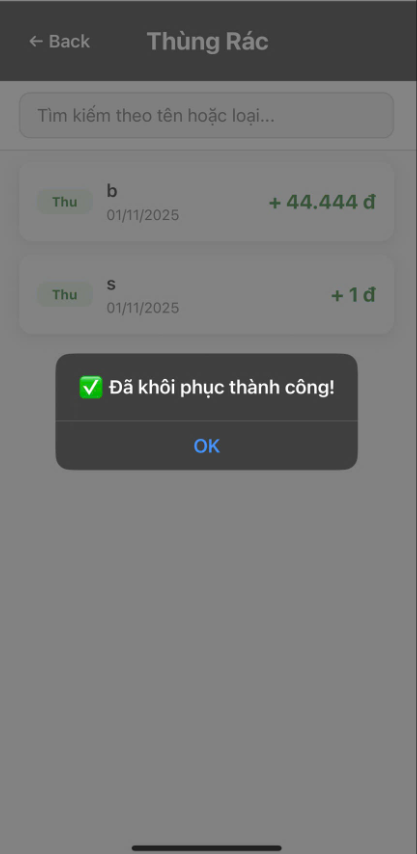 ← Back
Thùng Rác
Tìm kiếm theo tên hoặc loại...
Thu
b
01/11/2025
+ 44.444 đ
Thu
s
01/11/2025
+ 1 đ
✅ Đã khôi phục thành công!
OK